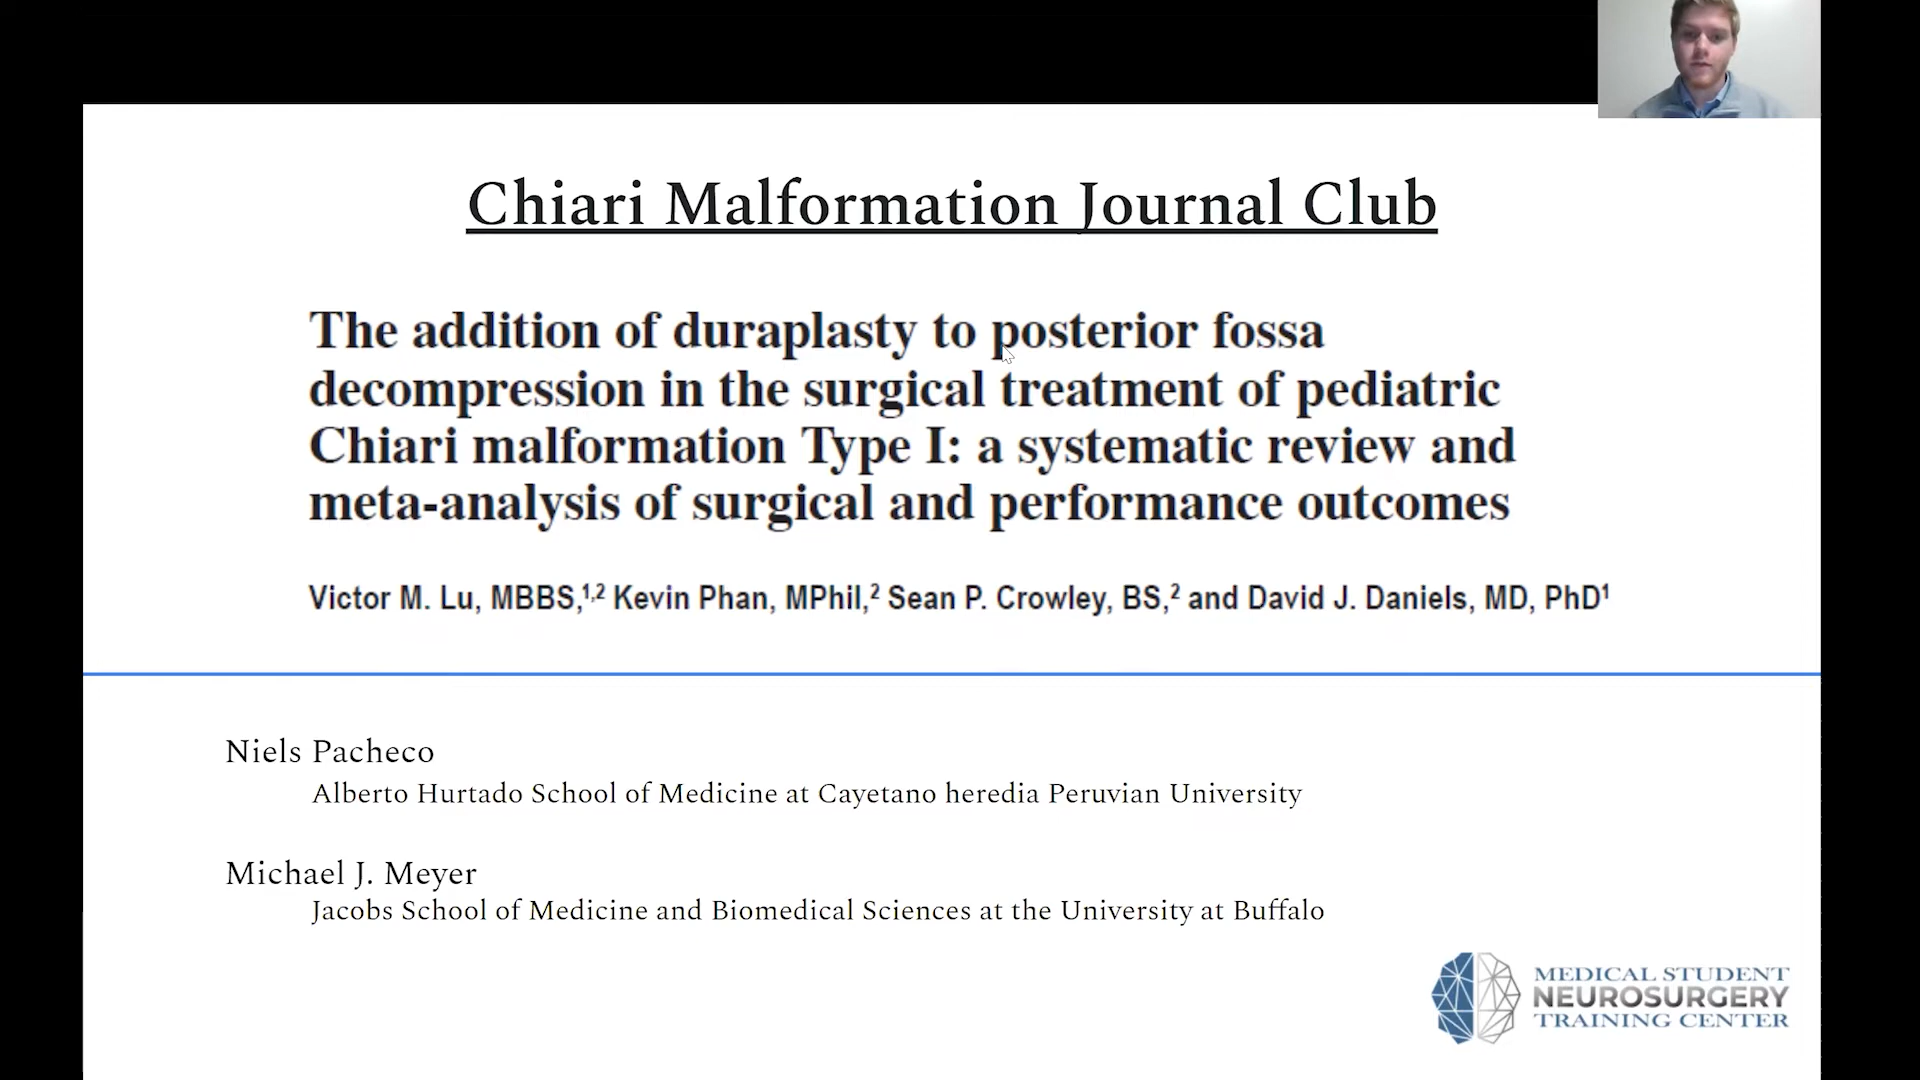 Chiari Malformation Journal Club
The addition of duraplasty to posterior fossa
decompression in the surgical treatment of pediatric
Chiari malformation Type I: a systematic review and
meta-analysis of surgical and performance outcomes
Victor M. Lu, MBBS,¹,² Kevin Phan, MPhil,² Sean P. Crowley, BS,² and David J. Daniels, MD, PhD¹
Niels Pacheco
Alberto Hurtado School of Medicine at Cayetano heredia Peruvian University
Michael J. Meyer
Jacobs School of Medicine and Biomedical Sciences at the University at Buffalo
MEDICAL STUDENT
NEUROSURGERY
TRAINING CENTER